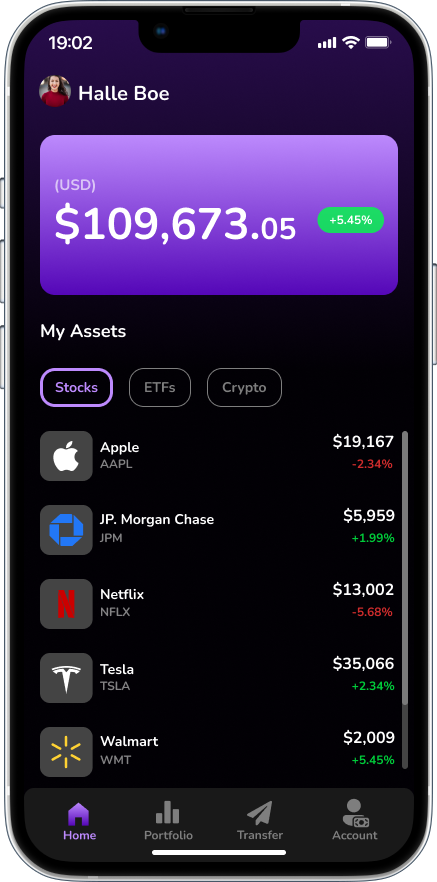 19:02
Halle Boe
(USD)
$109,673.05
+5.45%
My Assets
Stocks ETFs Crypto
Apple $19,167
AAPL -2.34%
JP. Morgan Chase $5,959
JPM +1.99%
Netflix $13,002
NFLX -5.68%
Tesla $35,066
TSLA +2.34%
Walmart $2,009
WMT +5.45%
Home Portfolio Transfer Account